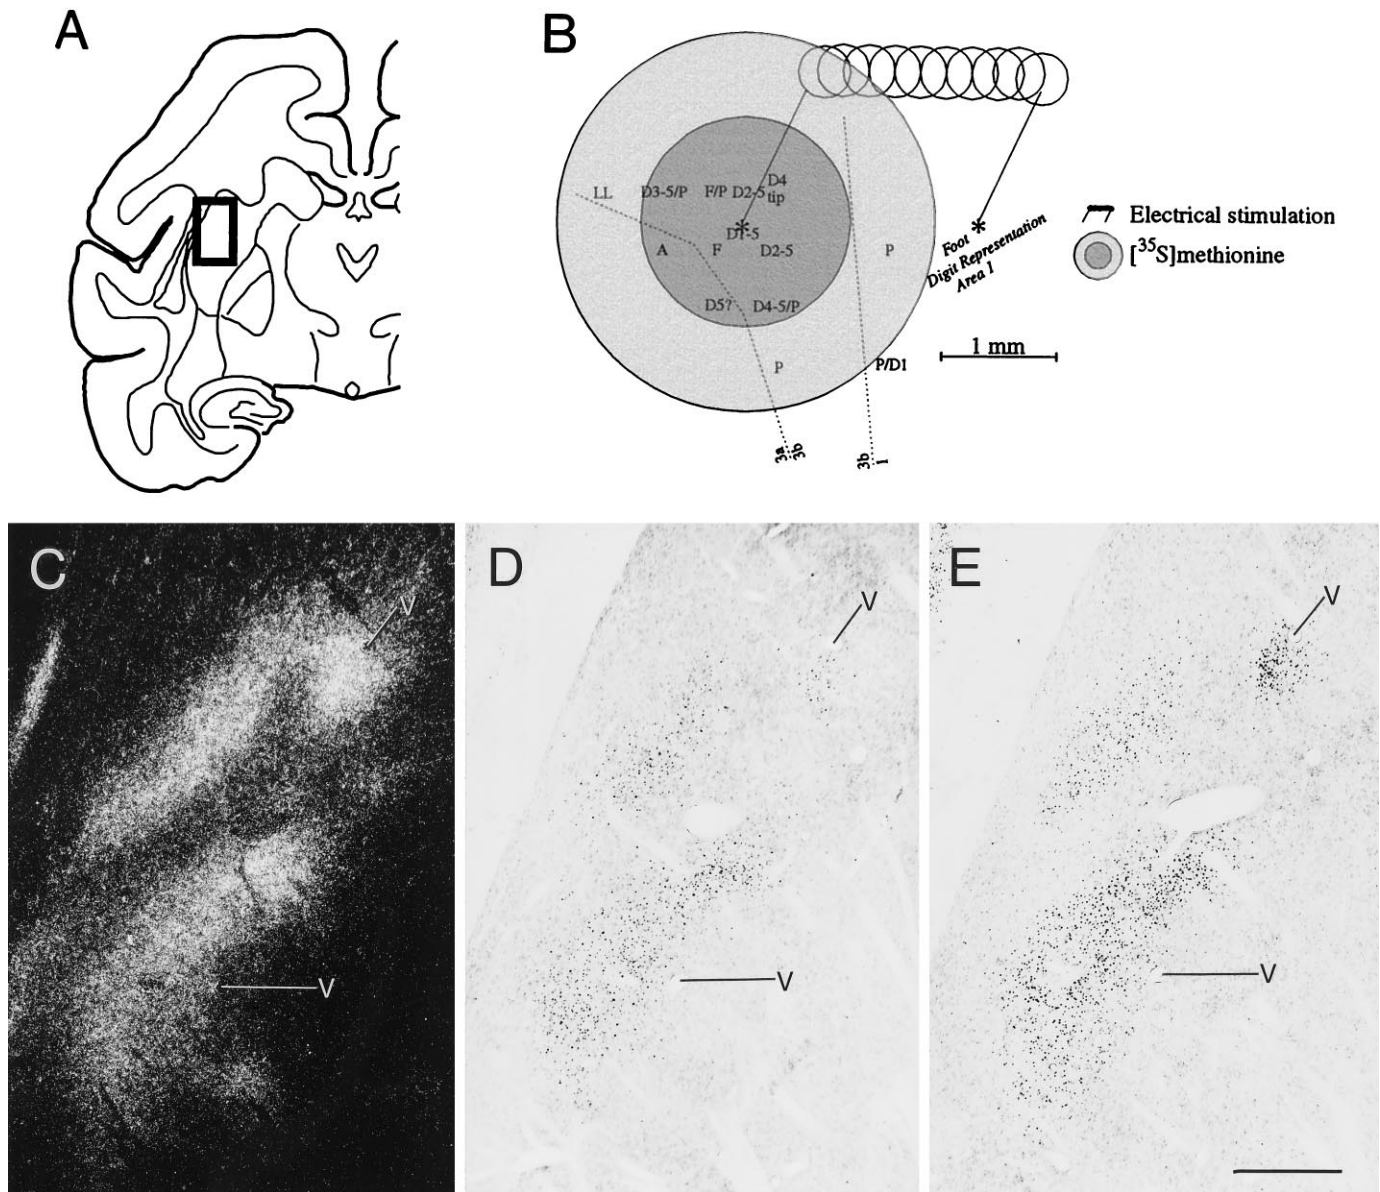 A
B
LL
D3-5/P
F/P
D2-5
D4
tip
D1-5
A
F
D2-5
P
D5?
D4-5/P
P
P/D1
3a
3b
3b
1
Foot
Digit Representation
Area 1
Electrical stimulation
[³⁵S]methionine
1 mm
C
V
V
D
V
V
E
V
V